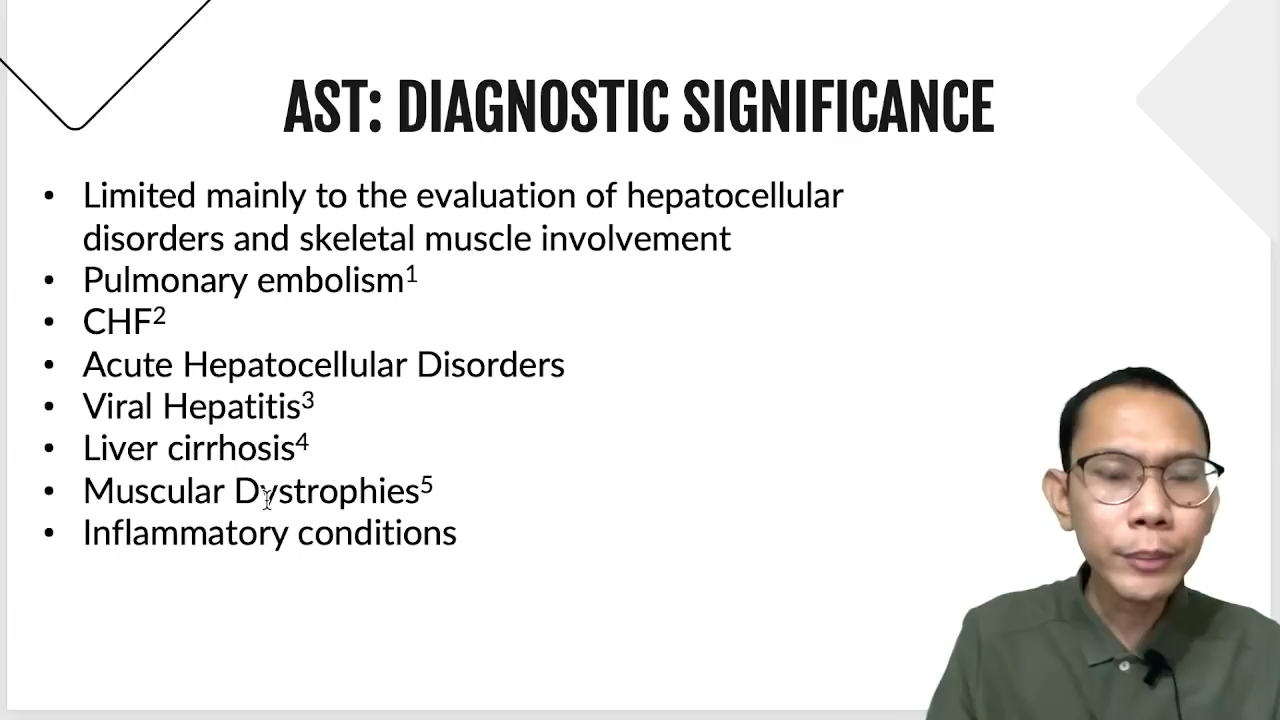 AST: DIAGNOSTIC SIGNIFICANCE
• Limited mainly to the evaluation of hepatocellular
disorders and skeletal muscle involvement
• Pulmonary embolism¹
• CHF²
• Acute Hepatocellular Disorders
• Viral Hepatitis³
• Liver cirrhosis⁴
• Muscular Dystrophies⁵
• Inflammatory conditions